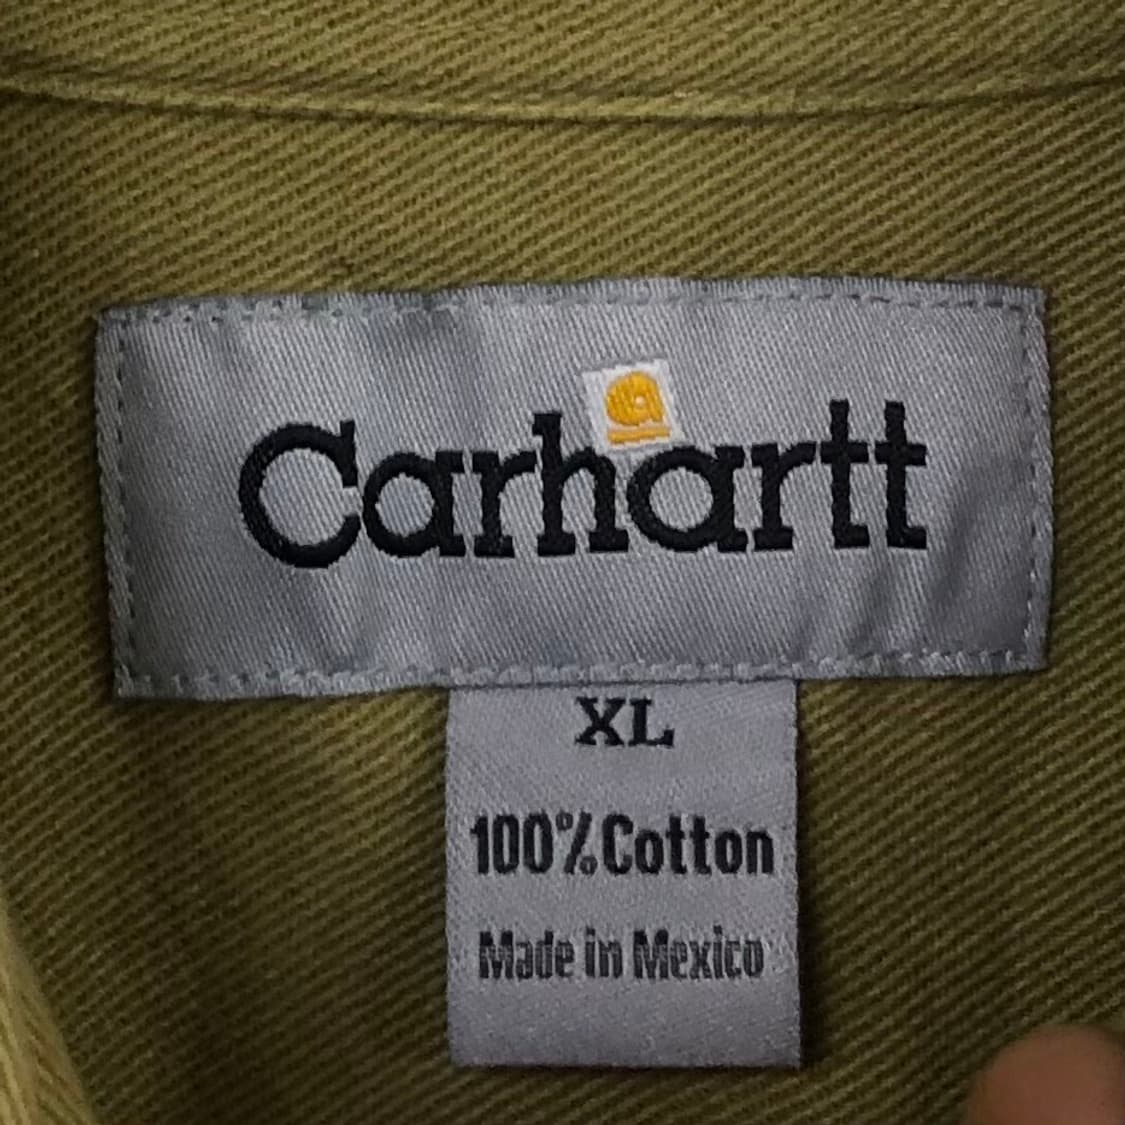 Carhartt
XL
100% Cotton
Made in Mexico